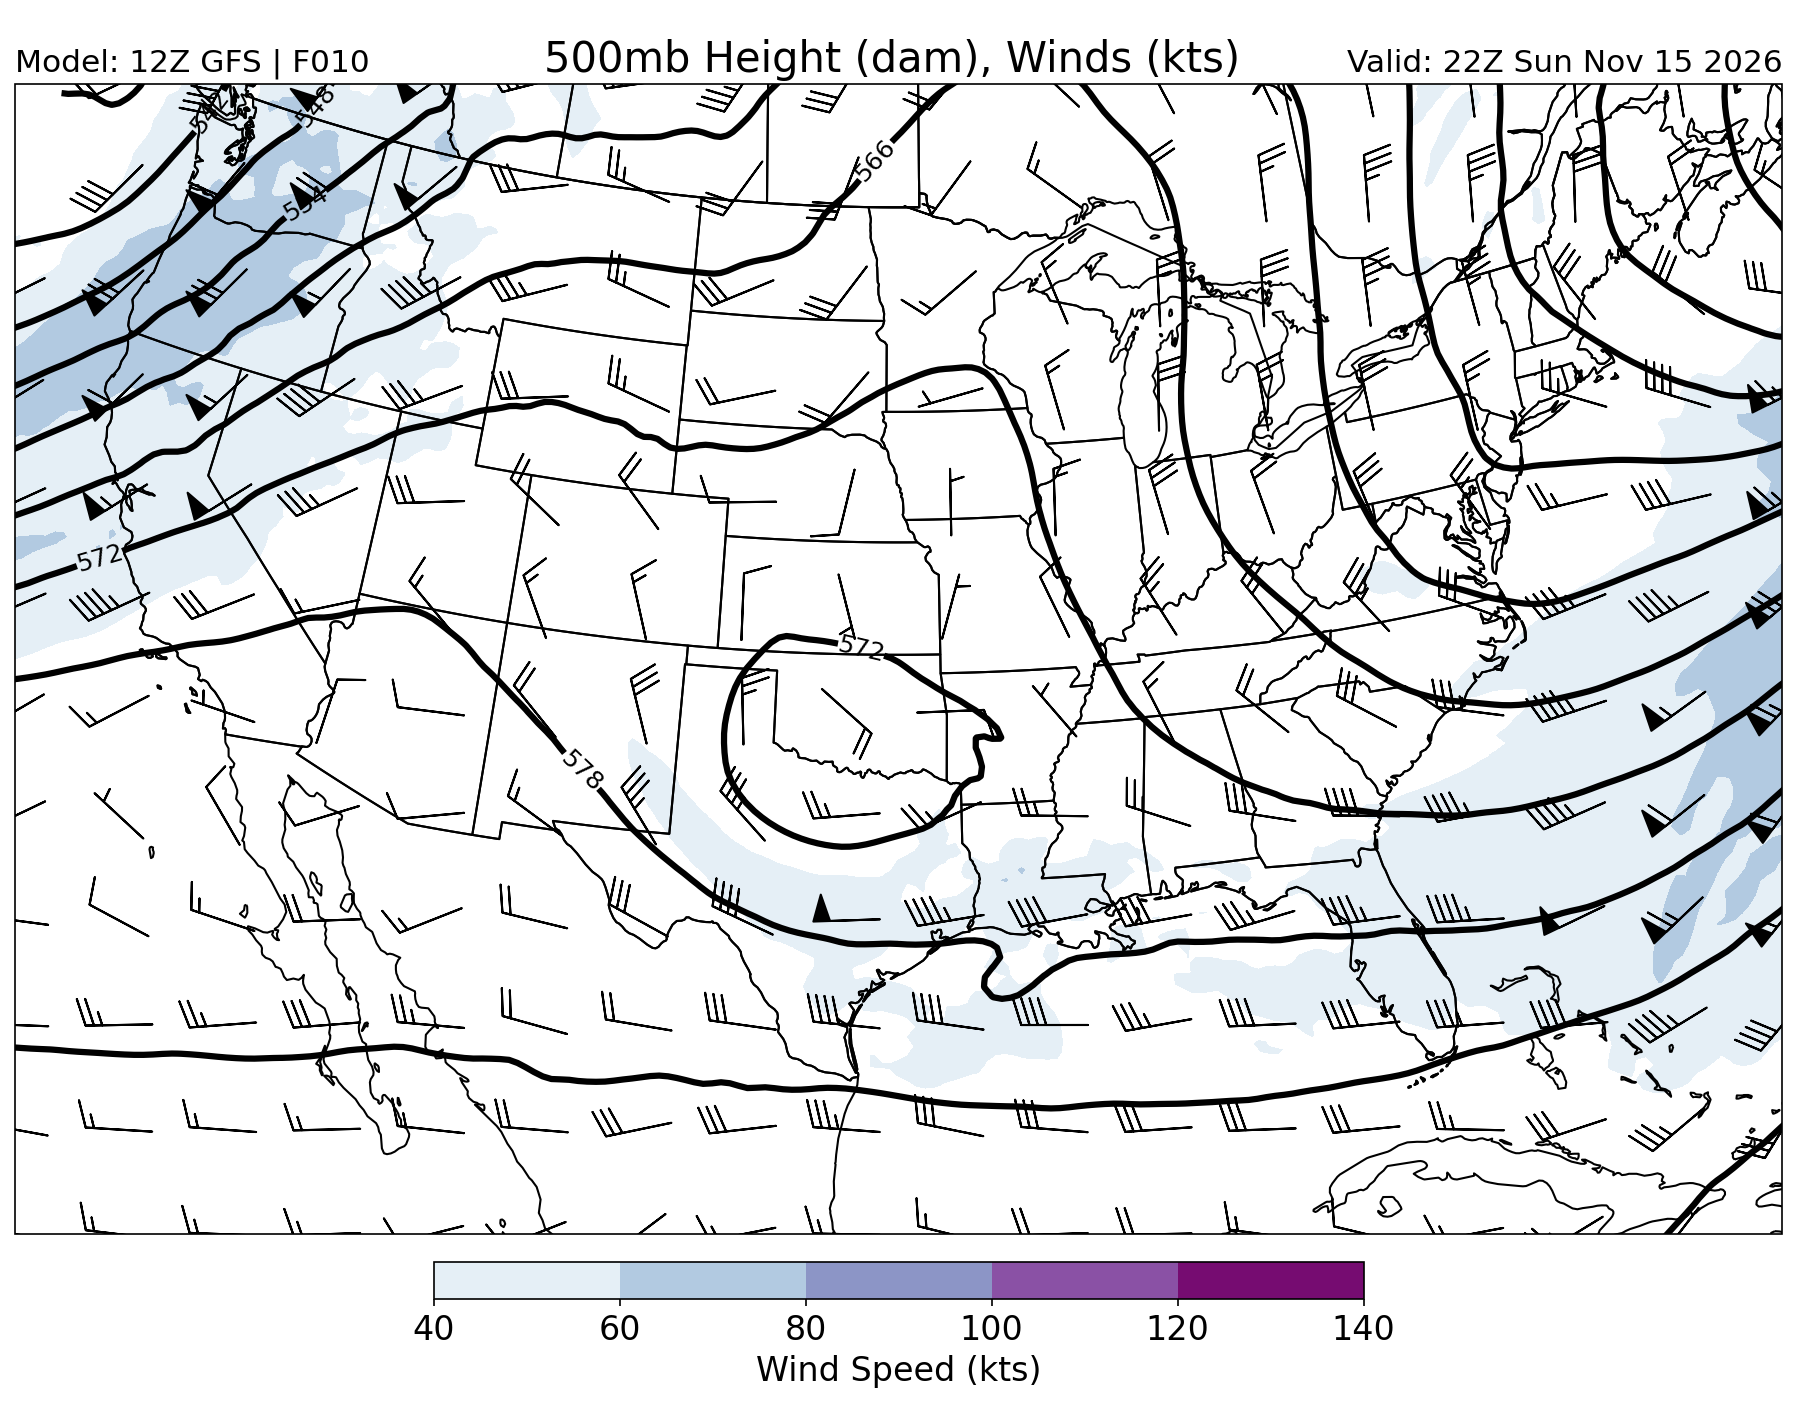 Model: 12Z GFS | F010
500mb Height (dam), Winds (kts)
Valid: 22Z Sun Nov 15 2026
548
566
554
572
572
578
40 60 80 100 120 140
Wind Speed (kts)